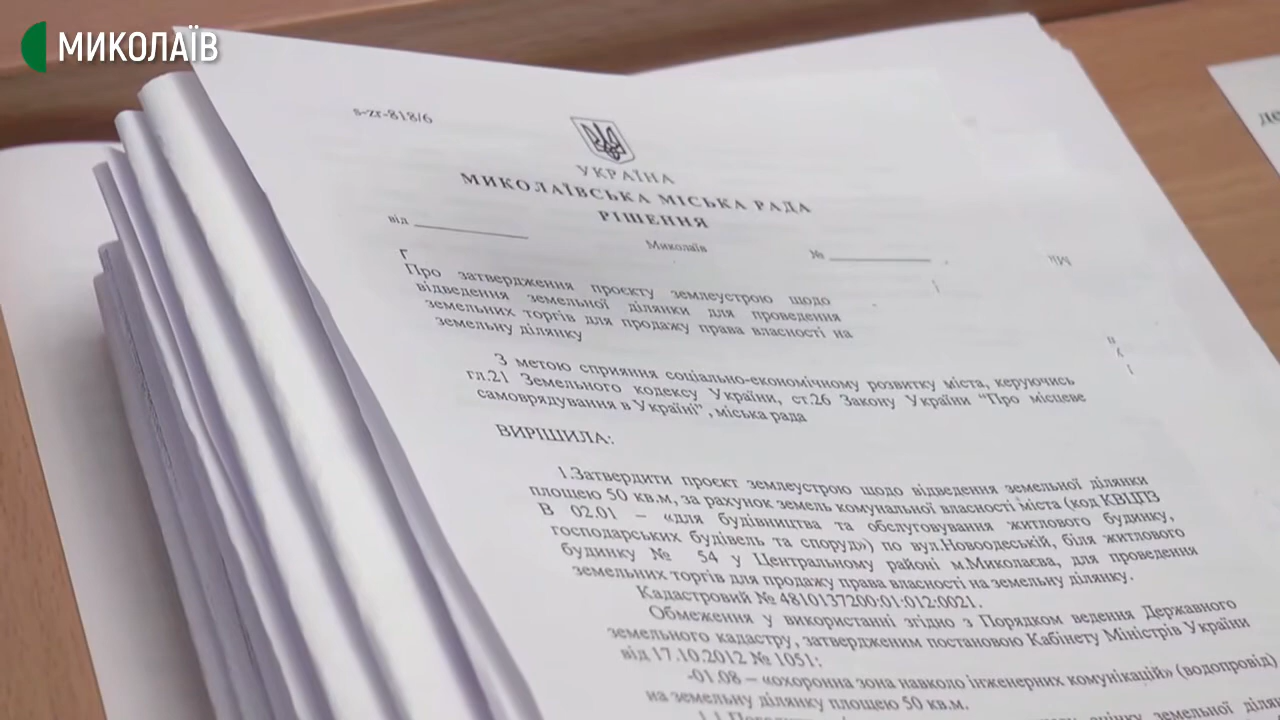 МИКОЛАЇВ
s-zr-818/6
УКРАЇНА
МИКОЛАЇВСЬКА МІСЬКА РАДА
РІШЕННЯ
від ____________ Миколаїв № ____________
Про затвердження проєкту землеустрою щодо
відведення земельної ділянки для проведення
земельних торгів для продажу права власності на
земельну ділянку
З метою сприяння соціально-економічному розвитку міста, керуючись
гл.21 Земельного кодексу України, ст.26 Закону України “Про місцеве
самоврядування в Україні” , міська рада
ВИРІШИЛА:
1.Затвердити проєкт землеустрою щодо відведення земельної ділянки
площею 50 кв.м, за рахунок земель комунальної власності міста (код КВЦПЗ
В 02.01 – «для будівництва та обслуговування житлового будинку,
господарських будівель та споруд») по вул.Новоодеській, біля житлового
будинку № 54 у Центральному районі м.Миколаєва, для проведення
земельних торгів для продажу права власності на земельну ділянку.
Кадастровий № 4810137200:01:012:0021.
Обмеження у використанні згідно з Порядком ведення Державного
земельного кадастру, затвердженим постановою Кабінету Міністрів України
від 17.10.2012 № 1051:
-01.08 – «охоронна зона навколо інженерних комунікацій» (водопровід)
на земельну ділянку площею 50 кв.м.
земельної